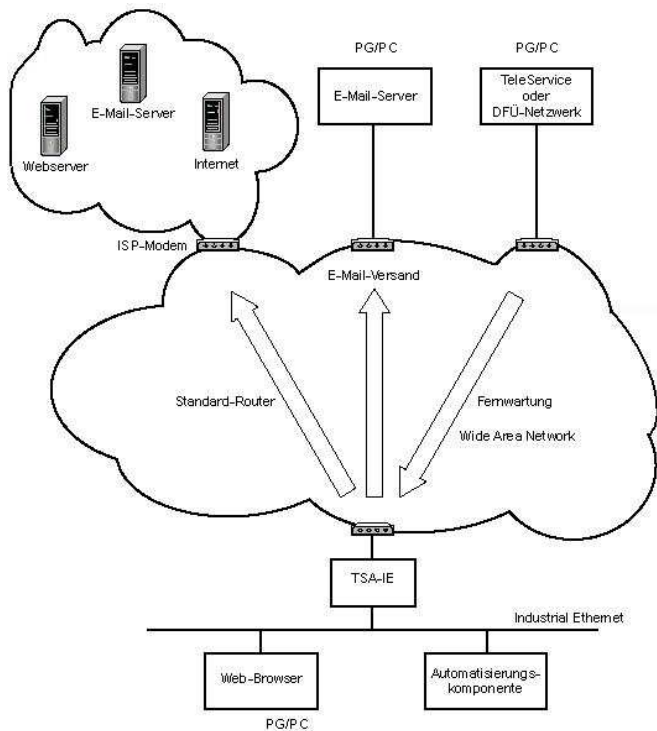 PG/PC
PG/PC
E-Mail-Server
TeleService
oder
DFÜ-Netzwerk
E-Mail-Server
Webserver
Internet
ISP-Modem
E-Mail-Versand
Standard-Router
Fernwartung
Wide Area Network
TSA-IE
Industrial Ethernet
Web-Browser
Automatisierungs-
komponente
PG/PC